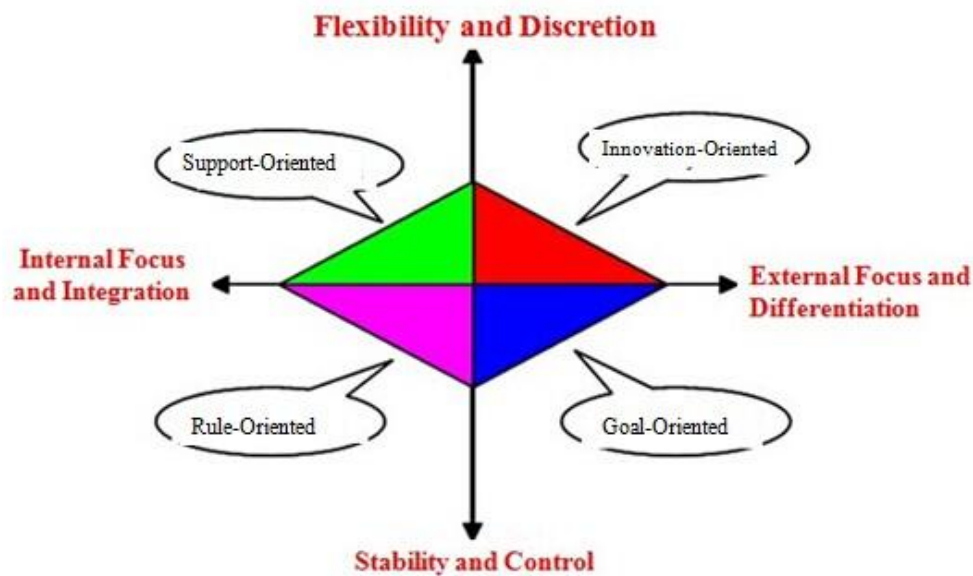 Flexibility and Discretion
Support-Oriented
Innovation-Oriented
Internal Focus
and Integration
External Focus and
Differentiation
Rule-Oriented
Goal-Oriented
Stability and Control